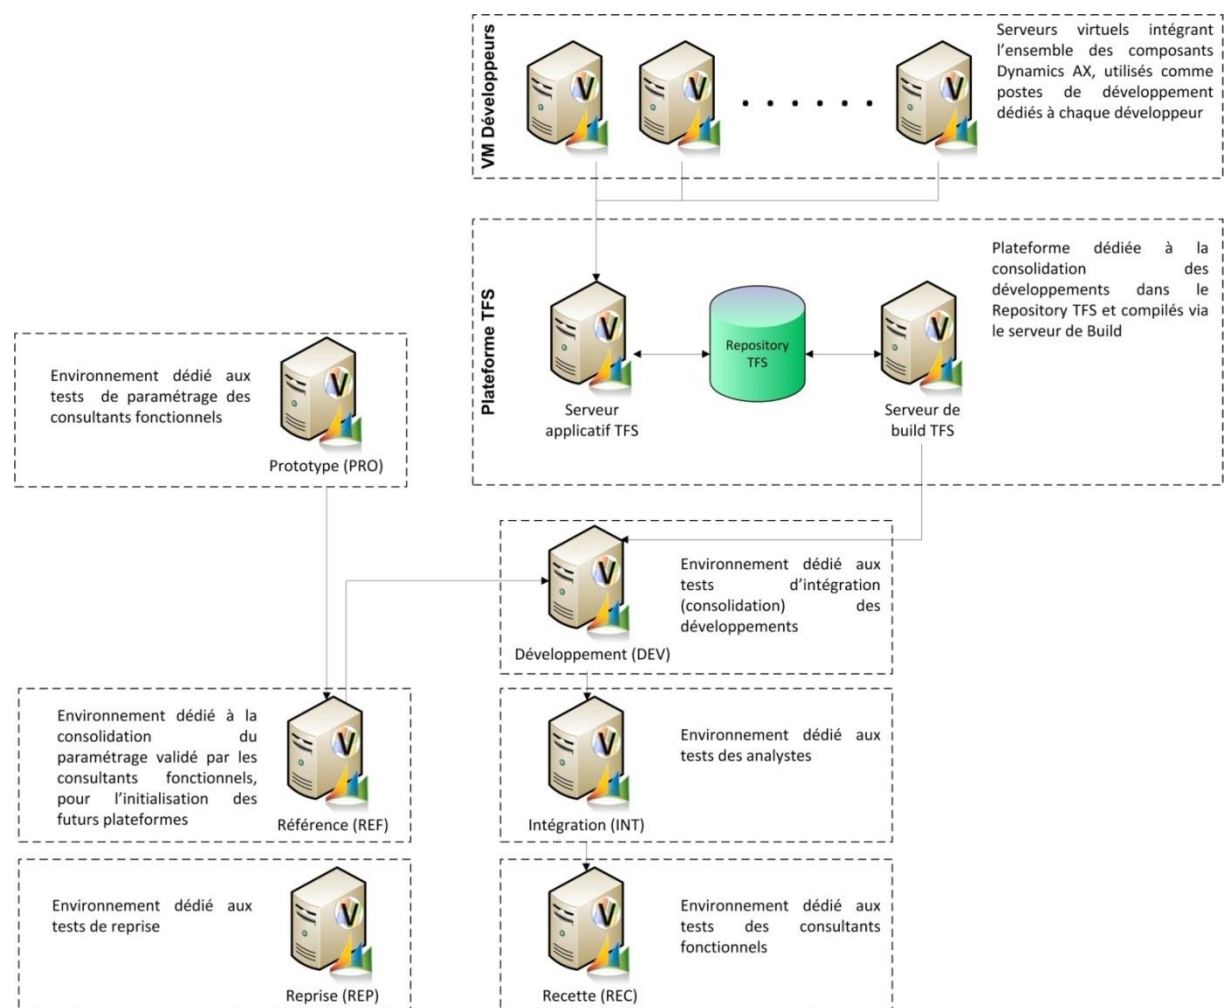 VM Développeurs
Serveurs virtuels intégrant
l'ensemble des composants
Dynamics AX, utilisés comme
postes de développement
dédiés à chaque développeur
Plateforme TFS
Plateforme dédiée à la
consolidation des
développements dans le
Repository TFS et compilés via
le serveur de Build
Repository
TFS
Serveur
applicatif TFS
Serveur de
build TFS
Environnement dédié aux
tests de paramétrage des
consultants fonctionnels
Prototype (PRO)
Environnement dédié aux
tests d'intégration
(consolidation) des
développements
Développement (DEV)
Environnement dédié à la
consolidation du
paramétrage validé par les
consultants fonctionnels,
pour l'initialisation des
futurs plateformes
Référence (REF)
Environnement dédié aux
tests des analystes
Intégration (INT)
Environnement dédié aux
tests de reprise
Reprise (REP)
Environnement dédié aux
tests des consultants
fonctionnels
Recette (REC)